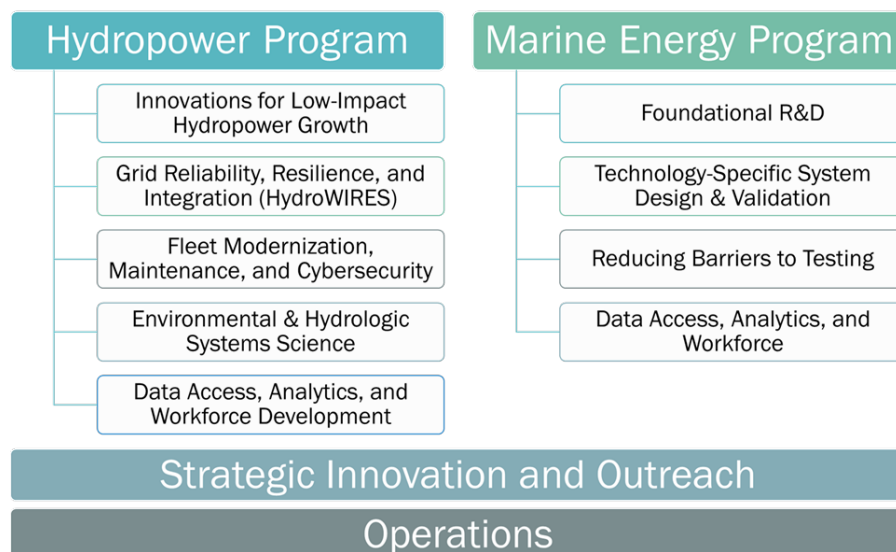 Hydropower Program
Innovations for Low-Impact
Hydropower Growth
Grid Reliability, Resilience, and
Integration (HydroWIRES)
Fleet Modernization,
Maintenance, and Cybersecurity
Environmental & Hydrologic
Systems Science
Data Access, Analytics, and
Workforce Development
Marine Energy Program
Foundational R&D
Technology-Specific System
Design & Validation
Reducing Barriers to Testing
Data Access, Analytics, and
Workforce
Strategic Innovation and Outreach
Operations